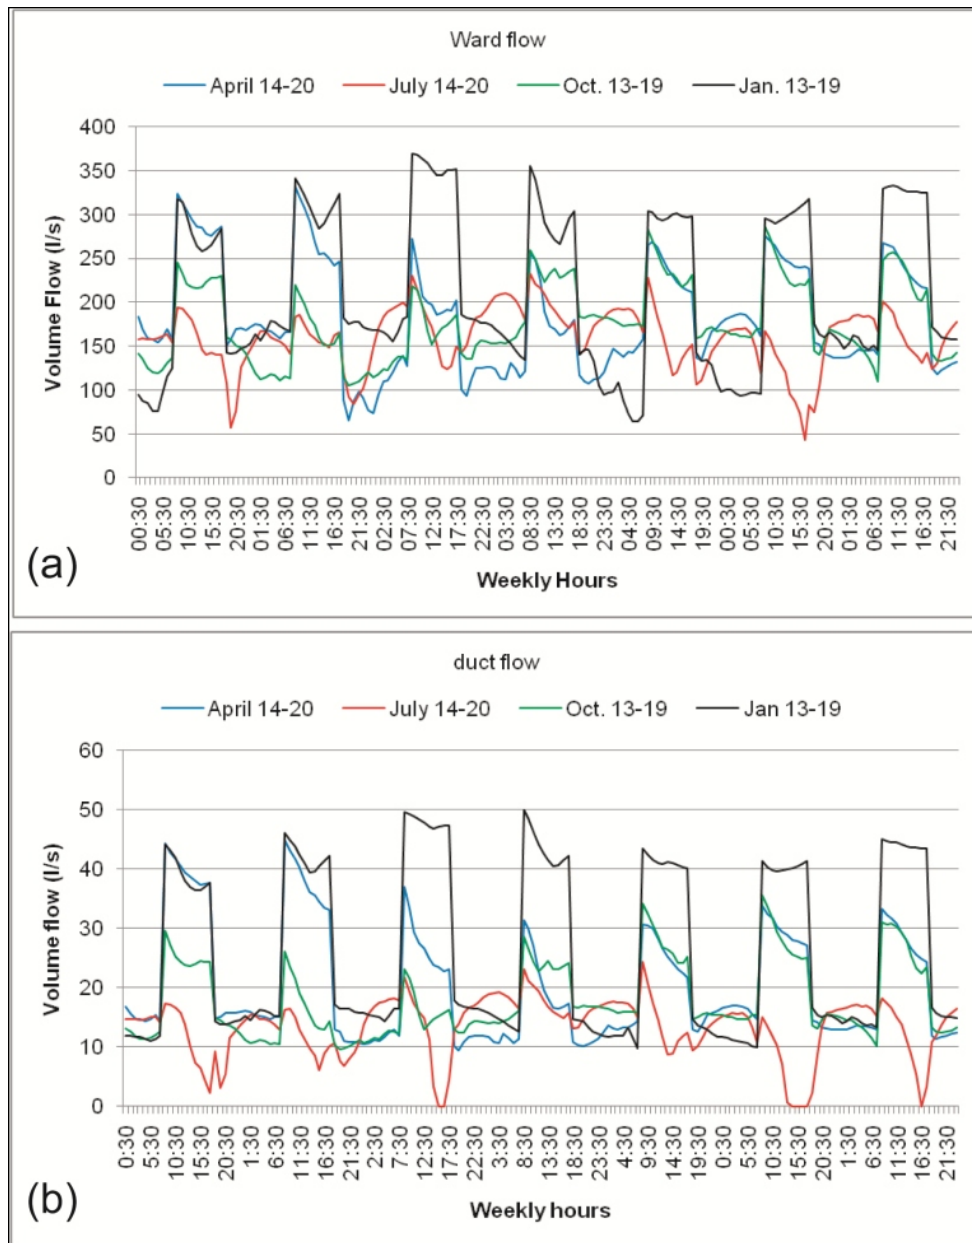 Ward flow
April 14-20 July 14-20 Oct. 13-19 Jan. 13-19
400
350
300
250
200
150
100
50
0
Volume Flow (l/s)
00:30 05:30 10:30 15:30 20:30 01:30 06:30 11:30 16:30 21:30 02:30 07:30 12:30 17:30 22:30 03:30 08:30 13:30 18:30 23:30 04:30 09:30 14:30 19:30 00:30 05:30 10:30 15:30 20:30 01:30 06:30 11:30 16:30 21:30
Weekly Hours
(a)
duct flow
April 14-20 July 14-20 Oct. 13-19 Jan 13-19
60
50
40
30
20
10
0
Volume flow (l/s)
0:30 5:30 10:30 15:30 20:30 1:30 6:30 11:30 16:30 21:30 2:30 7:30 12:30 17:30 22:30 3:30 8:30 13:30 18:30 23:30 4:30 9:30 14:30 19:30 0:30 5:30 10:30 15:30 20:30 1:30 6:30 11:30 16:30 21:30
Weekly hours
(b)